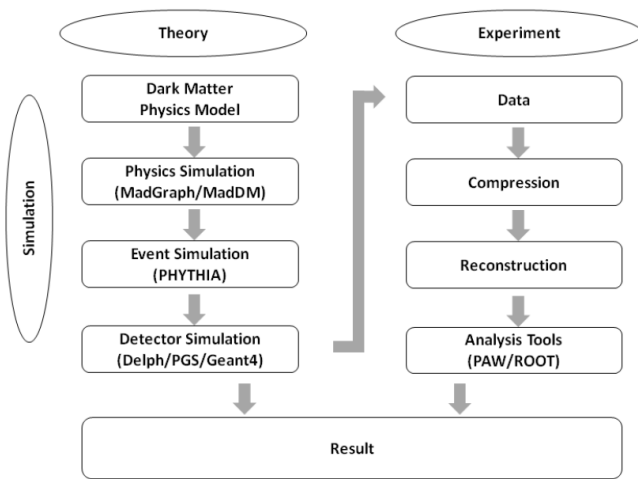 Theory
Experiment
Simulation
Dark Matter
Physics Model
Physics Simulation
(MadGraph/MadDM)
Event Simulation
(PHYTHIA)
Detector Simulation
(Delph/PGS/Geant4)
Data
Compression
Reconstruction
Analysis Tools
(PAW/ROOT)
Result